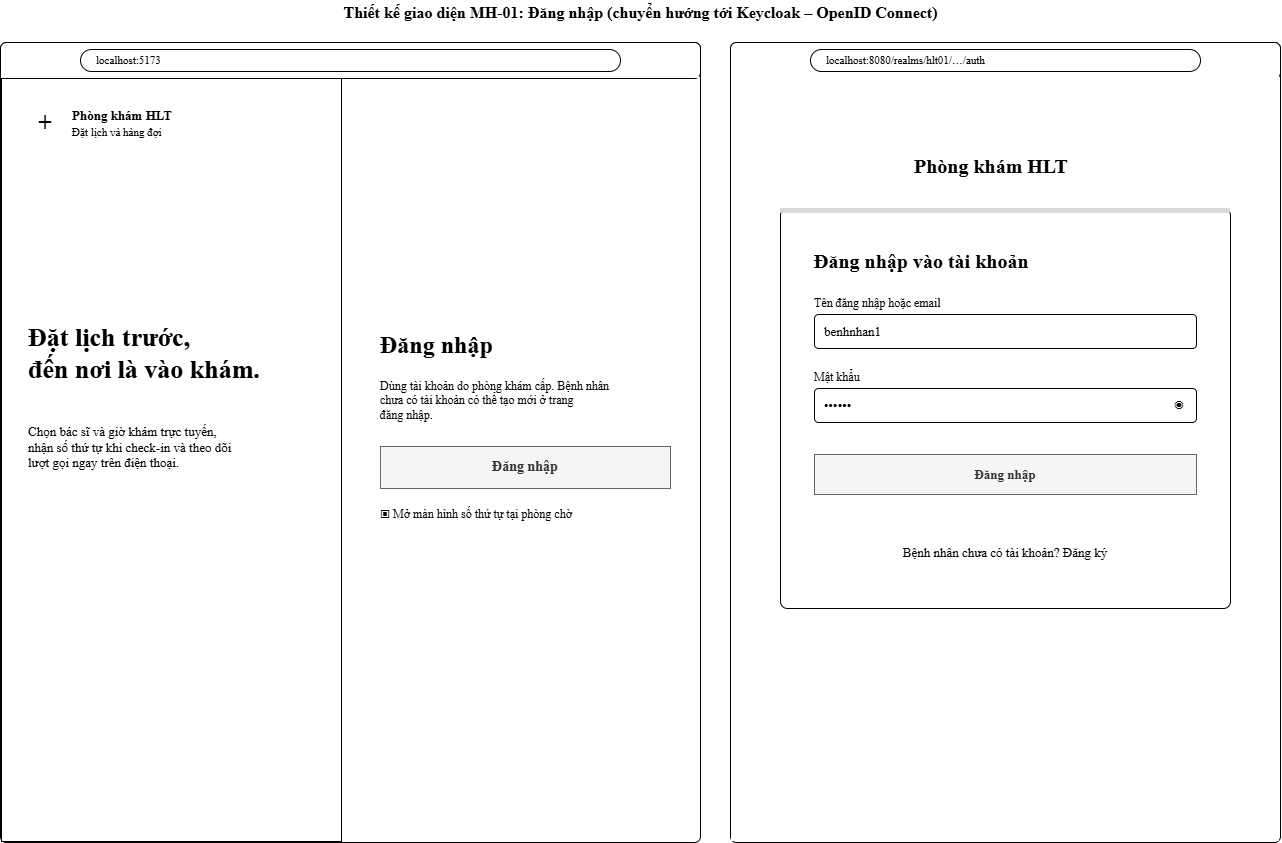 Thiết kế giao diện MH-01: Đăng nhập (chuyển hướng tới Keycloak – OpenID Connect)
localhost:5173
Phòng khám HLT
Đặt lịch và hàng đợi
Đặt lịch trước,
đến nơi là vào khám.
Chọn bác sĩ và giờ khám trực tuyến,
nhận số thứ tự khi check-in và theo dõi
lượt gọi ngay trên điện thoại.
Đăng nhập
Dùng tài khoản do phòng khám cấp. Bệnh nhân
chưa có tài khoản có thể tạo mới ở trang
đăng nhập.
Đăng nhập
▣ Mở màn hình số thứ tự tại phòng chờ
localhost:8080/realms/hlt01/…/auth
Phòng khám HLT
Đăng nhập vào tài khoản
Tên đăng nhập hoặc email
benhnhan1
Mật khẩu
••••••
Đăng nhập
Bệnh nhân chưa có tài khoản? Đăng ký